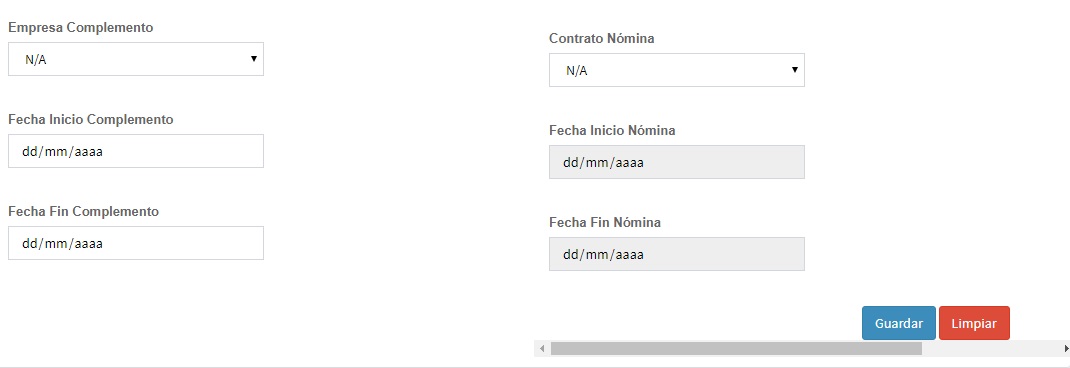 Empresa Complemento
N/A
Fecha Inicio Complemento
dd/mm/aaaa
Fecha Fin Complemento
dd/mm/aaaa
Contrato Nómina
N/A
Fecha Inicio Nómina
dd/mm/aaaa
Fecha Fin Nómina
dd/mm/aaaa
Guardar Limpiar